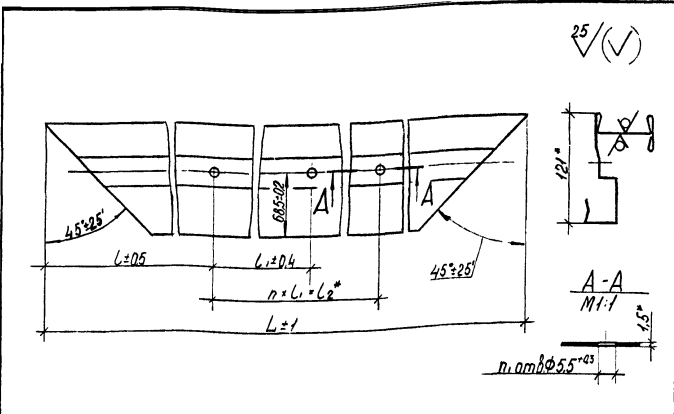 25
121*
68,5±0,2
A
A
45°±25'
l±0,5
l₁±0,4
45°±25'
n × l₁ = l₂*
L±1
A-A
M1:1
1,5*
n₁ отв ϕ5,5⁺⁰·³